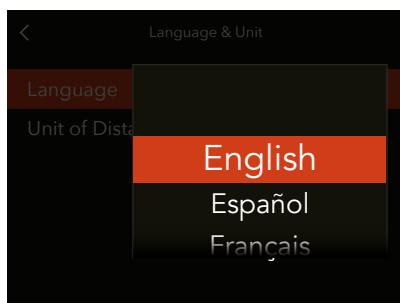 Language & Unit
Language
Unit of Dista
English
Español
Français